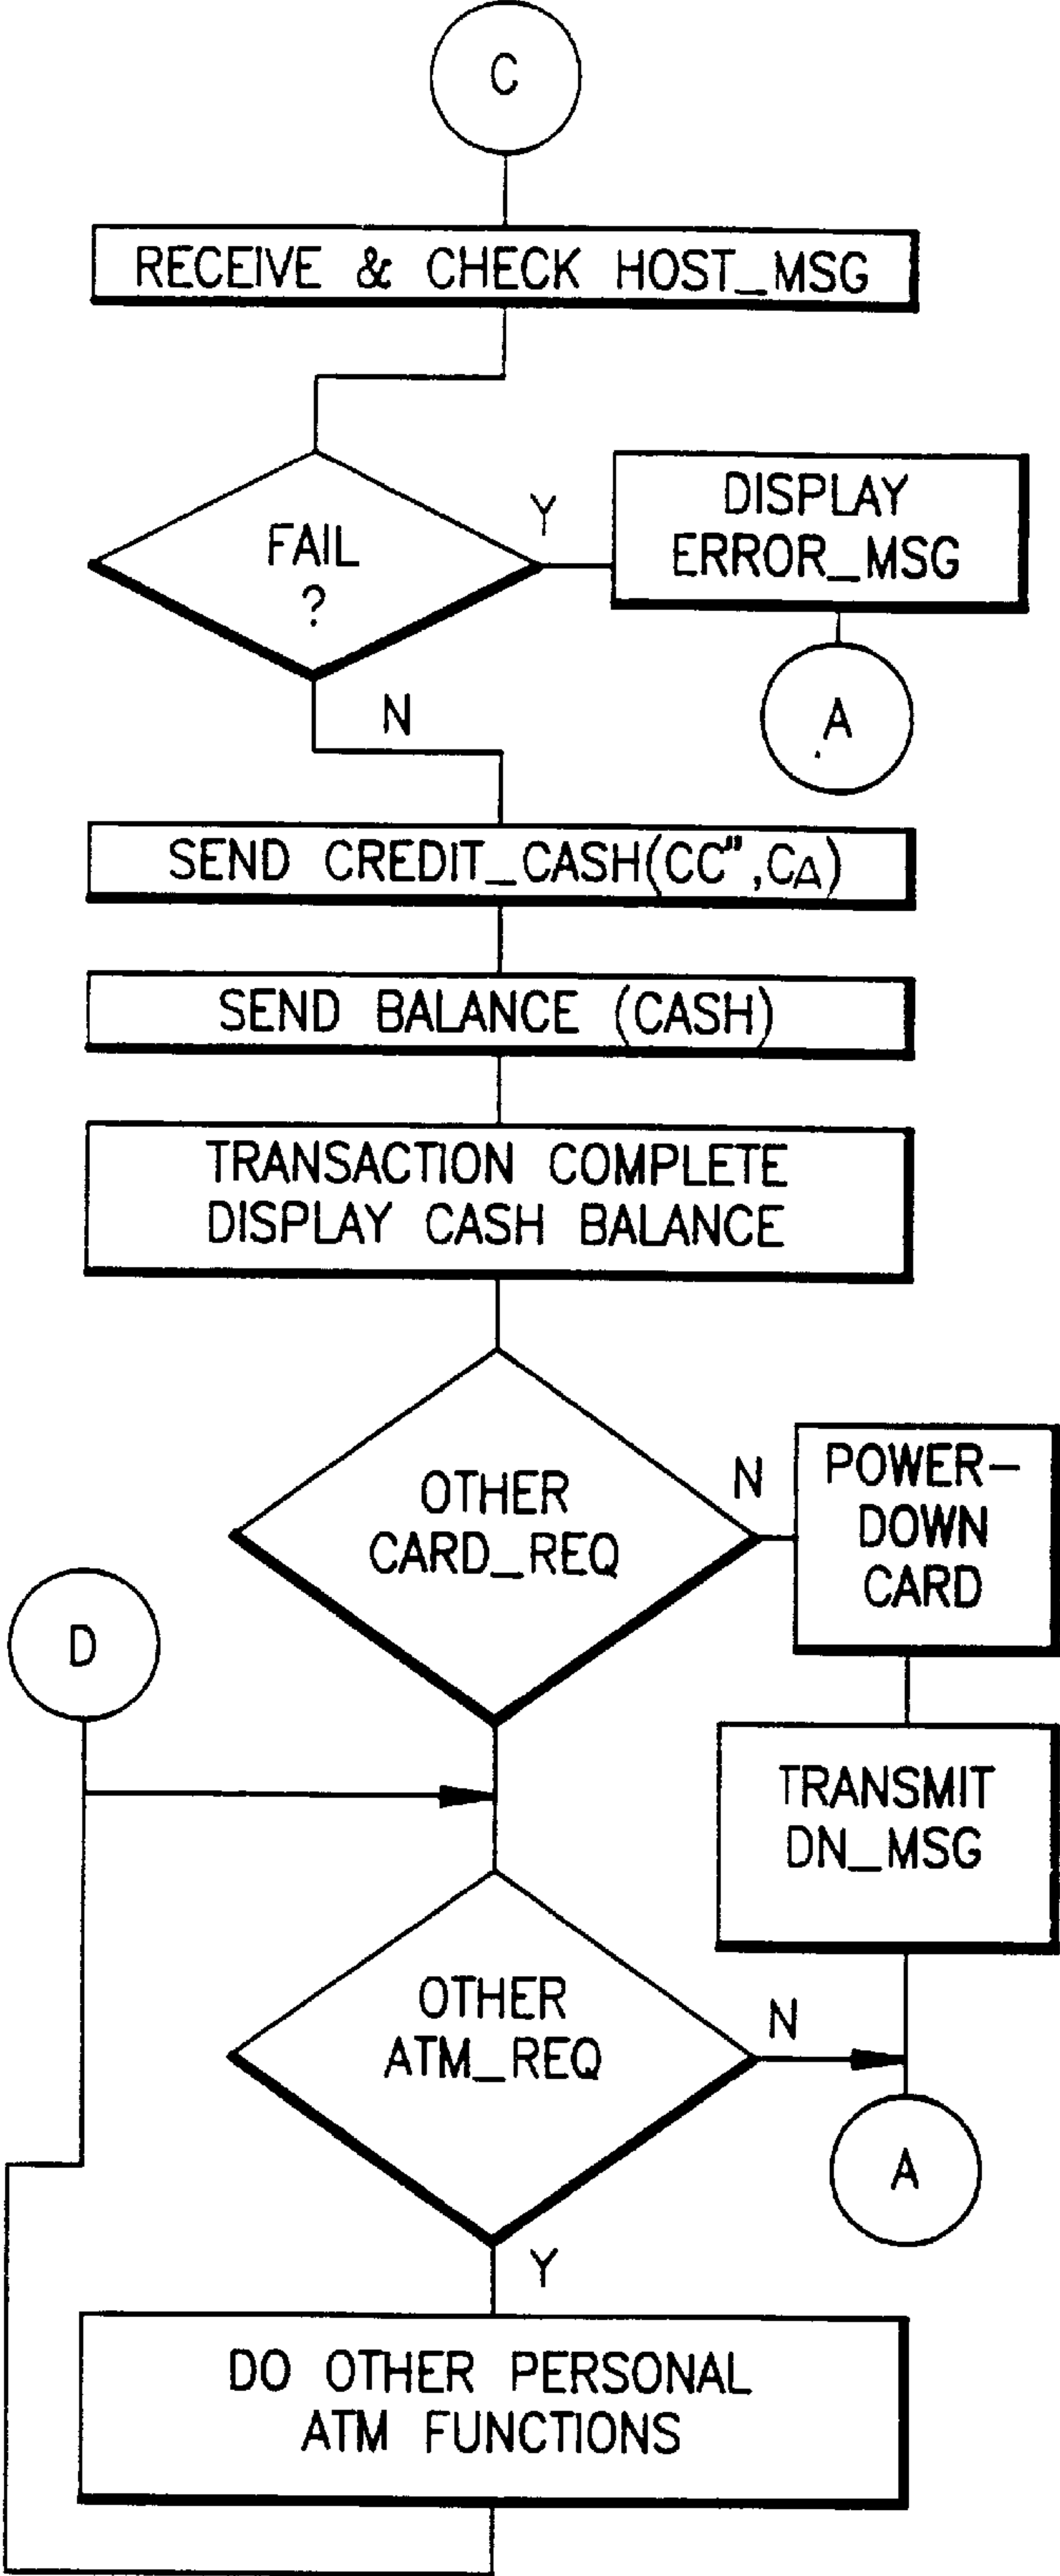 C
RECEIVE & CHECK HOST_MSG
FAIL
?
Y
DISPLAY
ERROR_MSG
A
N
SEND CREDIT_CASH(CC",CA)
SEND BALANCE (CASH)
TRANSACTION COMPLETE
DISPLAY CASH BALANCE
OTHER
CARD_REQ
N
POWER-
DOWN
CARD
D
TRANSMIT
DN_MSG
OTHER
ATM_REQ
N
A
Y
DO OTHER PERSONAL
ATM FUNCTIONS